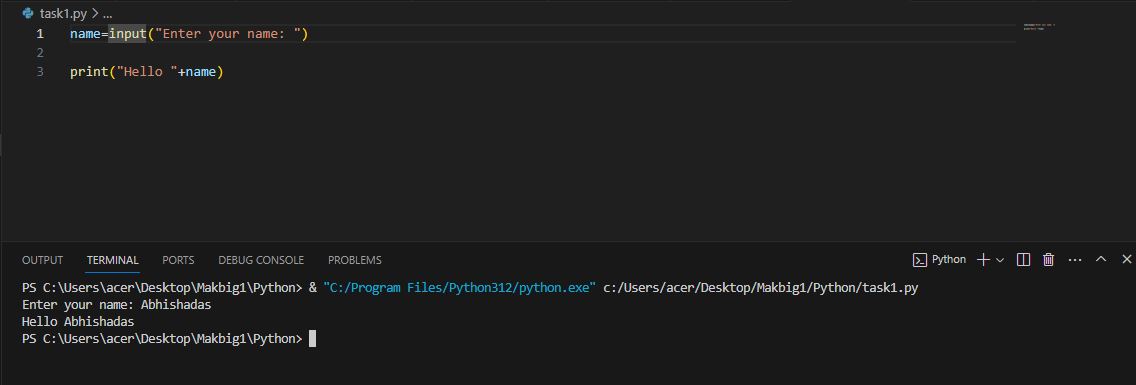 task1.py > ...
1 name=input("Enter your name: ")
2
3 print("Hello "+name)
OUTPUT TERMINAL PORTS DEBUG CONSOLE PROBLEMS Python
PS C:\Users\acer\Desktop\Makbig1\Python> & "C:/Program Files/Python312/python.exe" c:/Users/acer/Desktop/Makbig1/Python/task1.py
Enter your name: Abhishadas
Hello Abhishadas
PS C:\Users\acer\Desktop\Makbig1\Python>